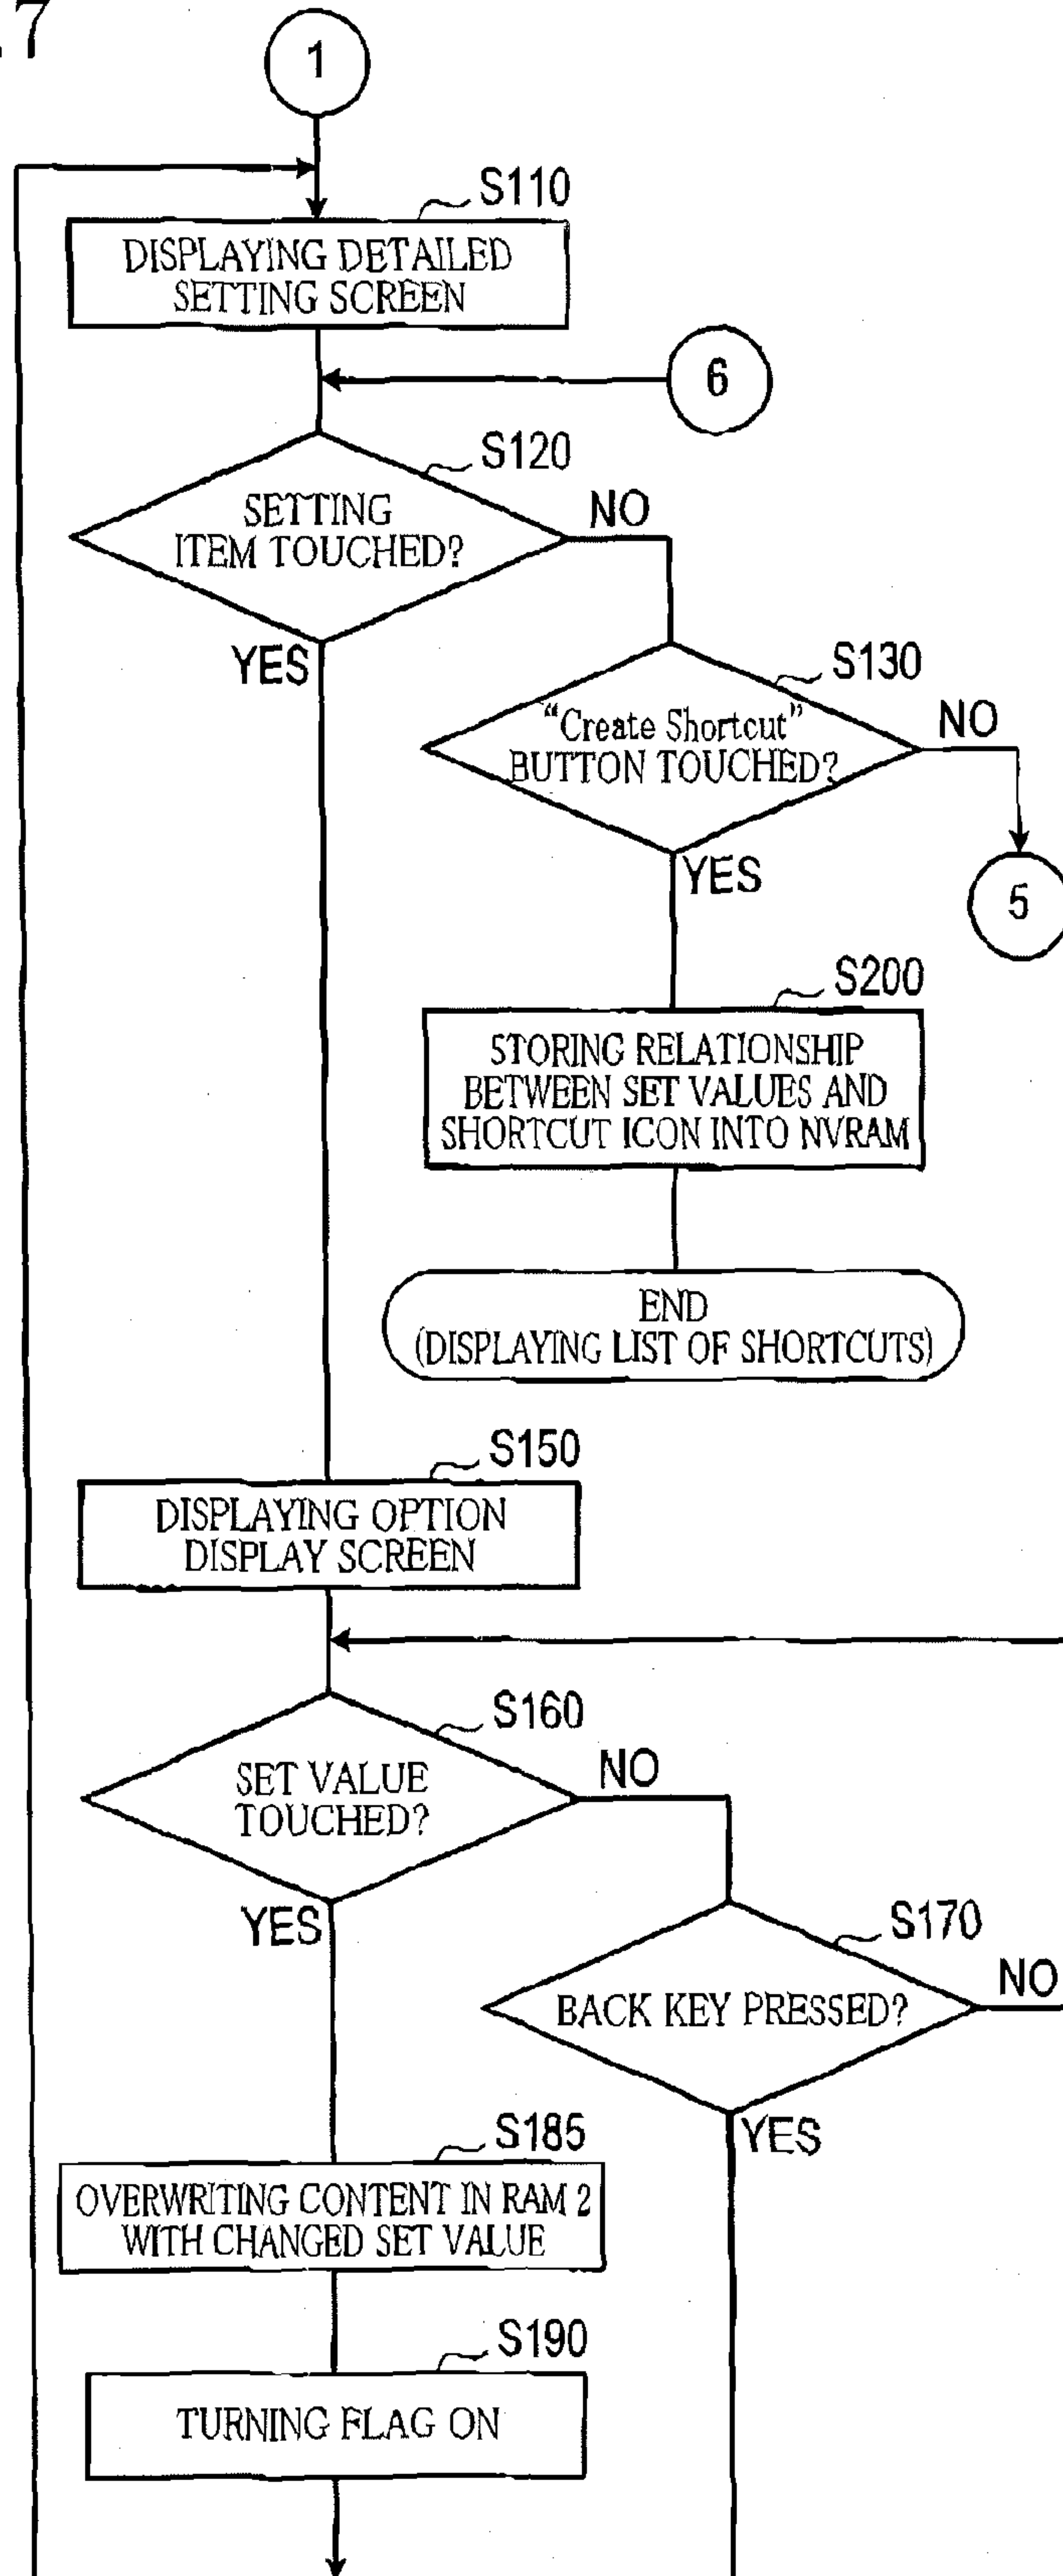 .7
1
S110
DISPLAYING DETAILED
SETTING SCREEN
6
S120
SETTING
ITEM TOUCHED?
NO
YES
S130
“Create Shortcut”
BUTTON TOUCHED?
NO
YES
5
S200
STORING RELATIONSHIP
BETWEEN SET VALUES AND
SHORTCUT ICON INTO NVRAM
END
(DISPLAYING LIST OF SHORTCUTS)
S150
DISPLAYING OPTION
DISPLAY SCREEN
S160
SET VALUE
TOUCHED?
NO
YES
S170
BACK KEY PRESSED?
NO
YES
S185
OVERWRITING CONTENT IN RAM 2
WITH CHANGED SET VALUE
S190
TURNING FLAG ON